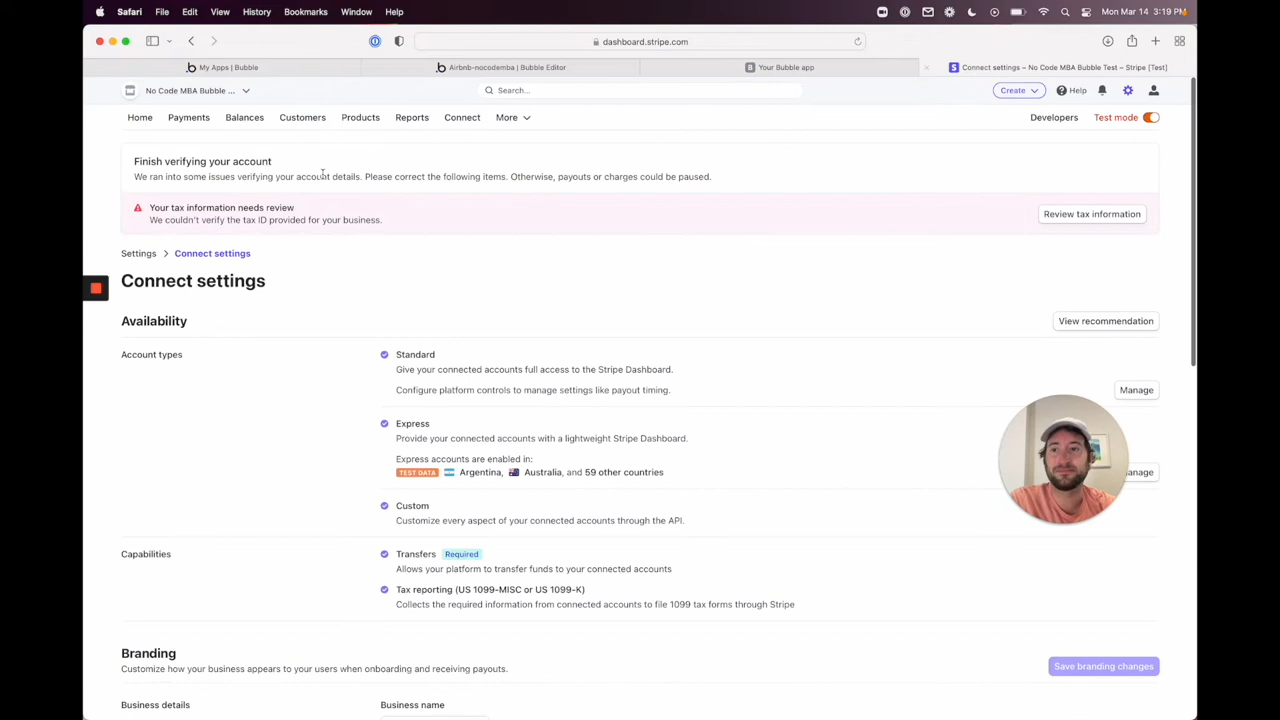 Safari File Edit View History Bookmarks Window Help Mon Mar 14 3:19 PM
dashboard.stripe.com
My Apps | Bubble
Airbnb-nocodemba | Bubble Editor
Your Bubble app
Connect settings – No Code MBA Bubble Test – Stripe [Test]
No Code MBA Bubble ...
Search...
Create
Help
Home Payments Balances Customers Products Reports Connect More
Developers Test mode
Finish verifying your account
We ran into some issues verifying your account details. Please correct the following items. Otherwise, payouts or charges could be paused.
Your tax information needs review
We couldn't verify the tax ID provided for your business.
Review tax information
Settings > Connect settings
Connect settings
Availability
View recommendation
Account types
Standard
Give your connected accounts full access to the Stripe Dashboard.
Configure platform controls to manage settings like payout timing.
Manage
Express
Provide your connected accounts with a lightweight Stripe Dashboard.
Express accounts are enabled in:
TEST DATA Argentina, Australia, and 59 other countries
Custom
Customize every aspect of your connected accounts through the API.
Capabilities
Transfers Required
Allows your platform to transfer funds to your connected accounts
Tax reporting (US 1099-MISC or US 1099-K)
Collects the required information from connected accounts to file 1099 tax forms through Stripe
Branding
Customize how your business appears to your users when onboarding and receiving payouts.
Save branding changes
Business details
Business name